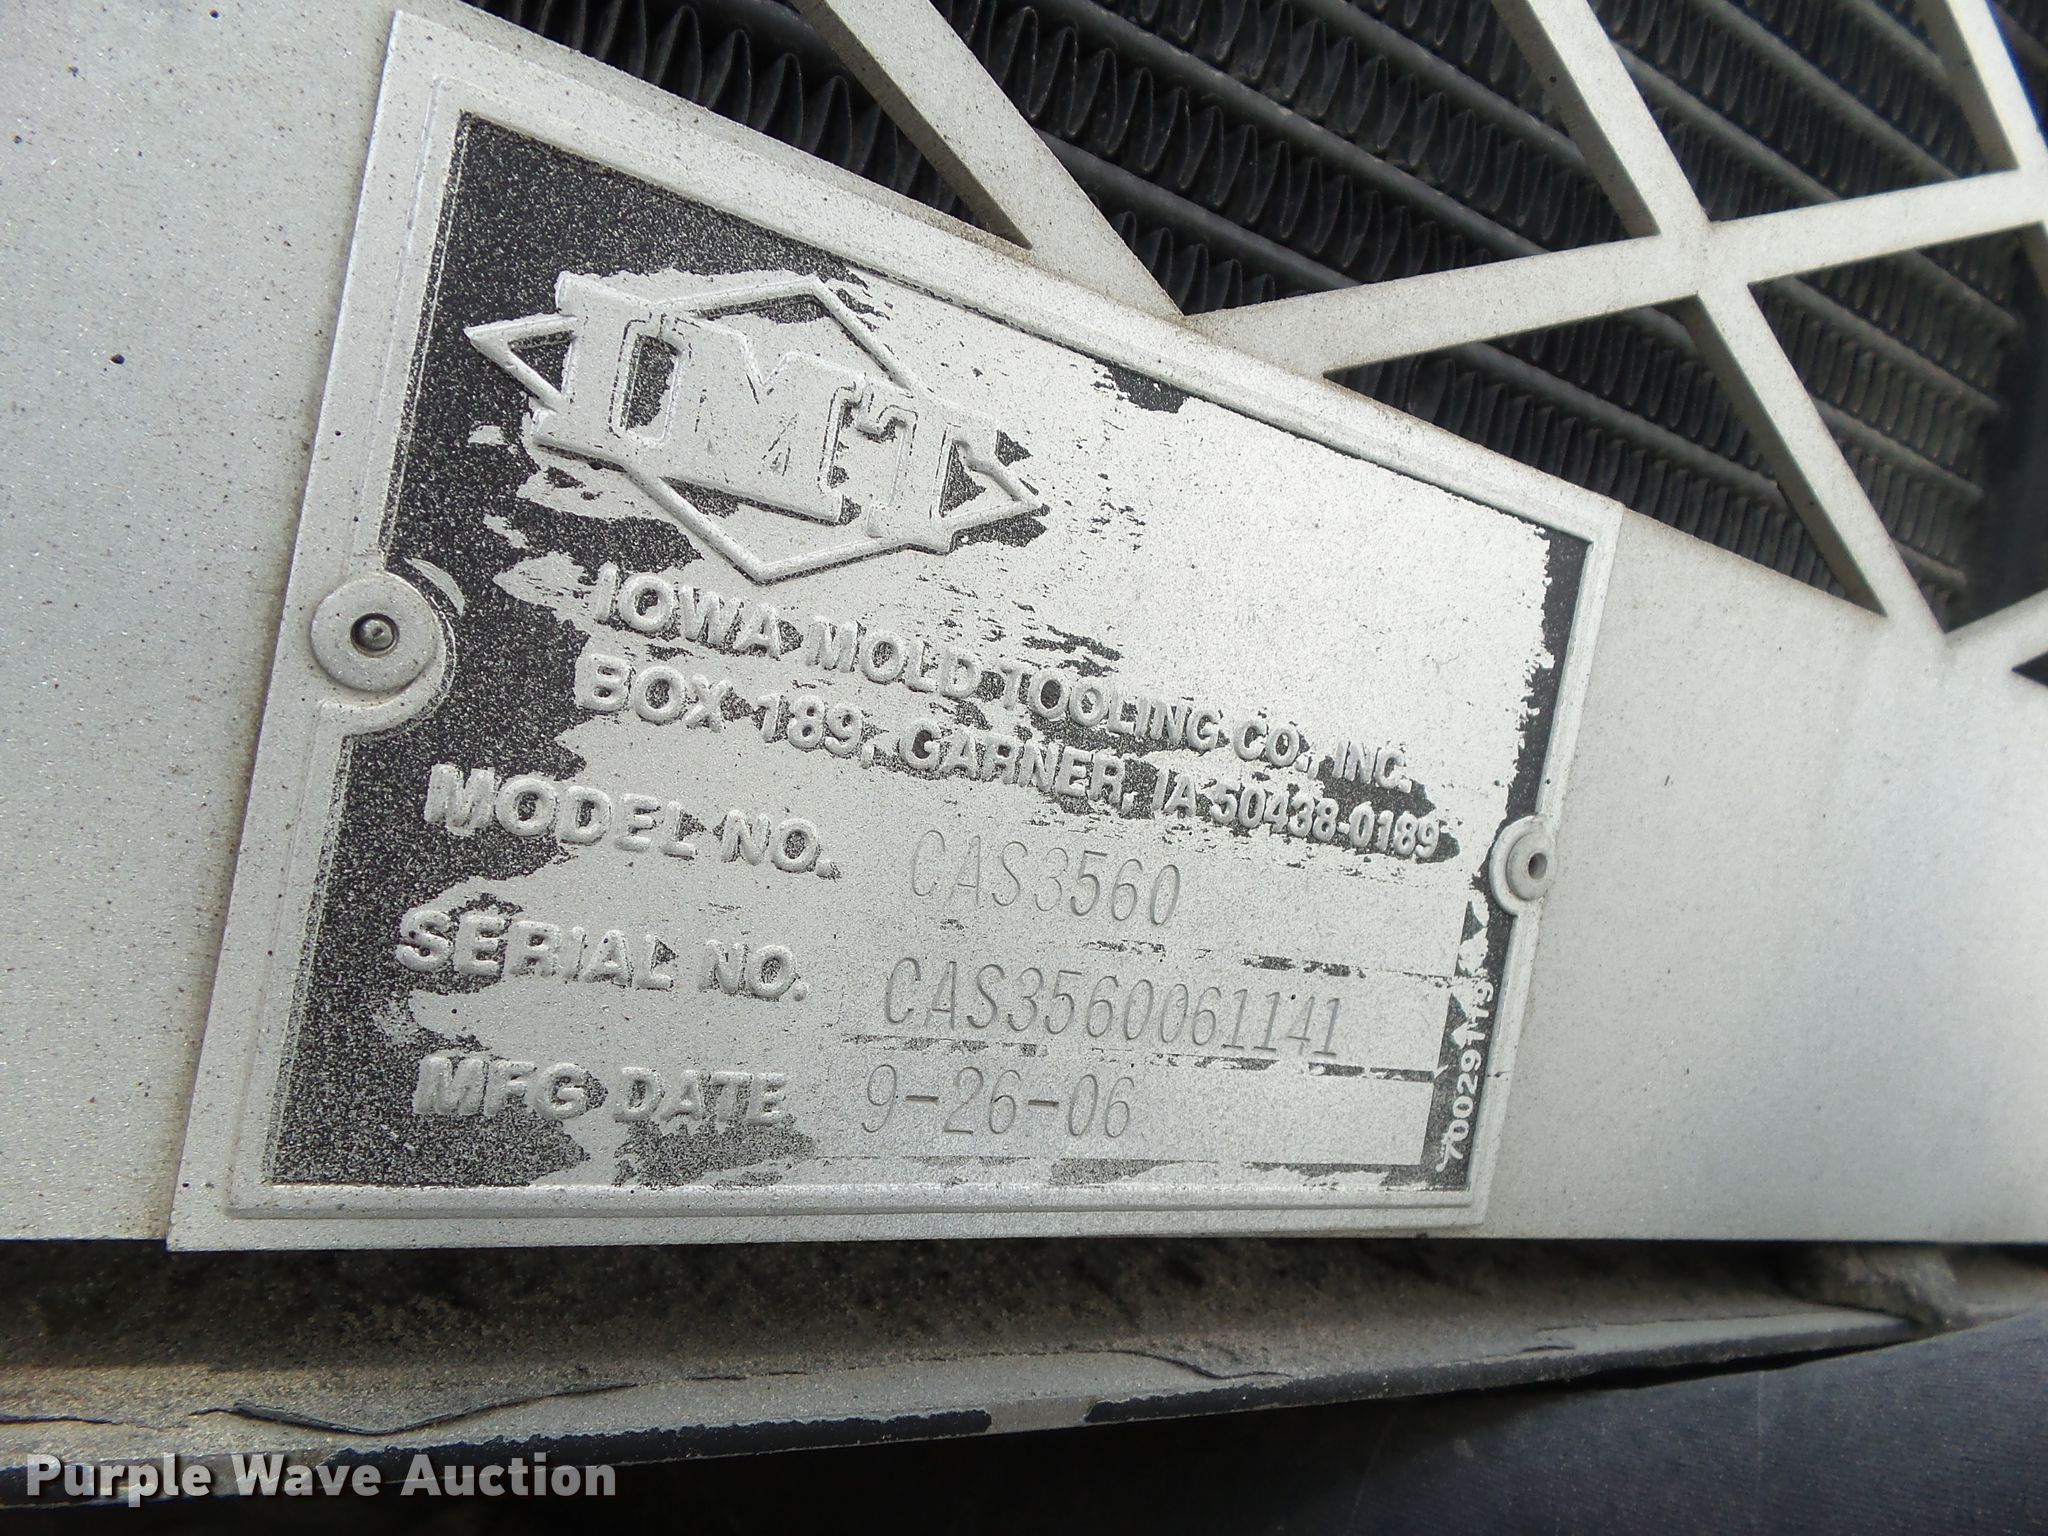 IMT
IOWA MOLD TOOLING CO., INC.
BOX 189, GARNER, IA 50438-0189
MODEL NO. CAS3560
SERIAL NO. CAS3560061141
MFG DATE 9-26-06
70029119
Purple Wave Auction